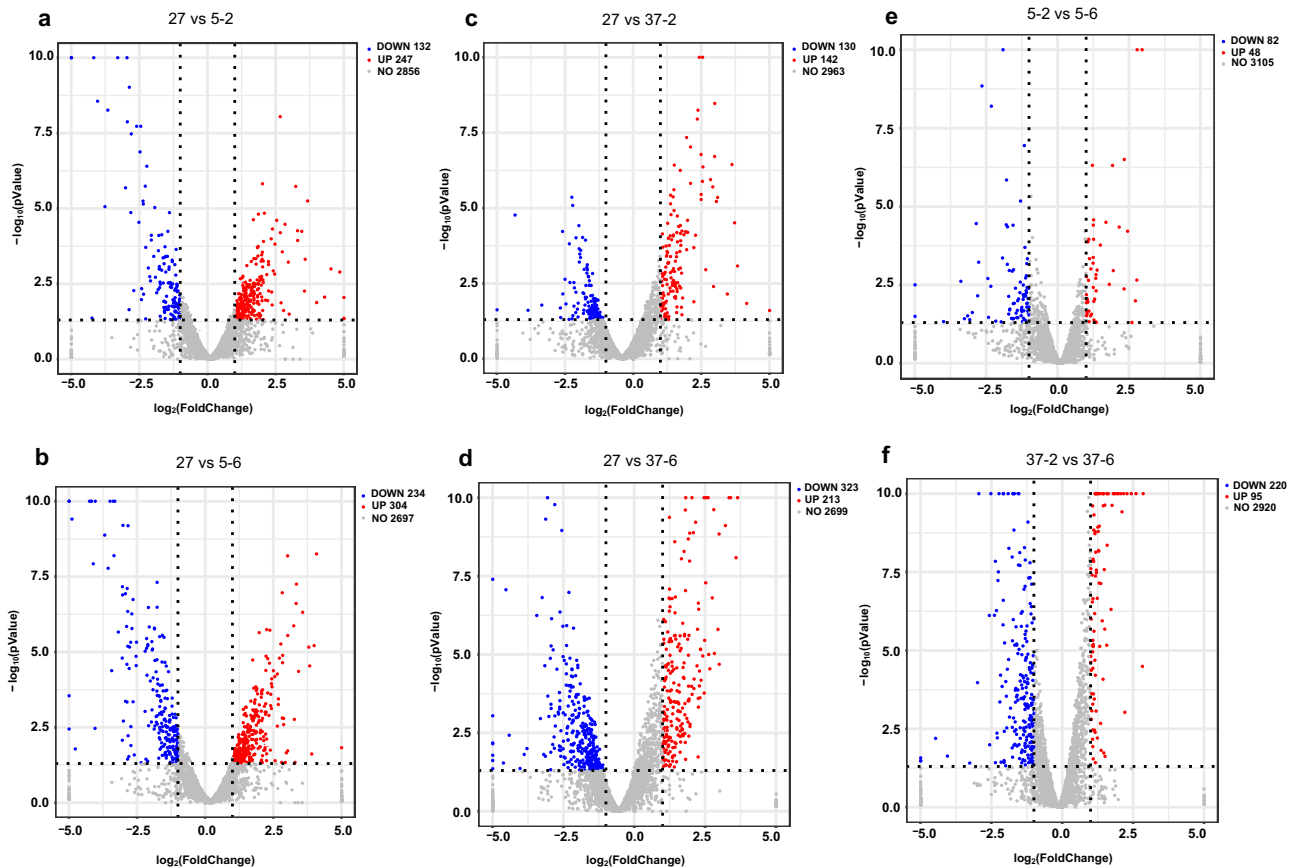 a
27 vs 5-2
10.0
7.5
5.0
2.5
0.0
−log10(pValue)
−5.0 −2.5 0.0 2.5 5.0
log2(FoldChange)
DOWN 132
UP 247
NO 2856
c
27 vs 37-2
10.0
7.5
5.0
2.5
0.0
−log10(pValue)
−5.0 −2.5 0.0 2.5 5.0
log2(FoldChange)
DOWN 130
UP 142
NO 2963
e
5-2 vs 5-6
10.0
7.5
5.0
2.5
0.0
−log10(pValue)
−5.0 −2.5 0.0 2.5 5.0
log2(FoldChange)
DOWN 82
UP 48
NO 3105
b
27 vs 5-6
10.0
7.5
5.0
2.5
0.0
−log10(pValue)
−5.0 −2.5 0.0 2.5 5.0
log2(FoldChange)
DOWN 234
UP 304
NO 2697
d
27 vs 37-6
10.0
7.5
5.0
2.5
0.0
−log10(pValue)
−5.0 −2.5 0.0 2.5 5.0
log2(FoldChange)
DOWN 323
UP 213
NO 2699
f
37-2 vs 37-6
10.0
7.5
5.0
2.5
0.0
−log10(pValue)
−5.0 −2.5 0.0 2.5 5.0
log2(FoldChange)
DOWN 220
UP 95
NO 2920